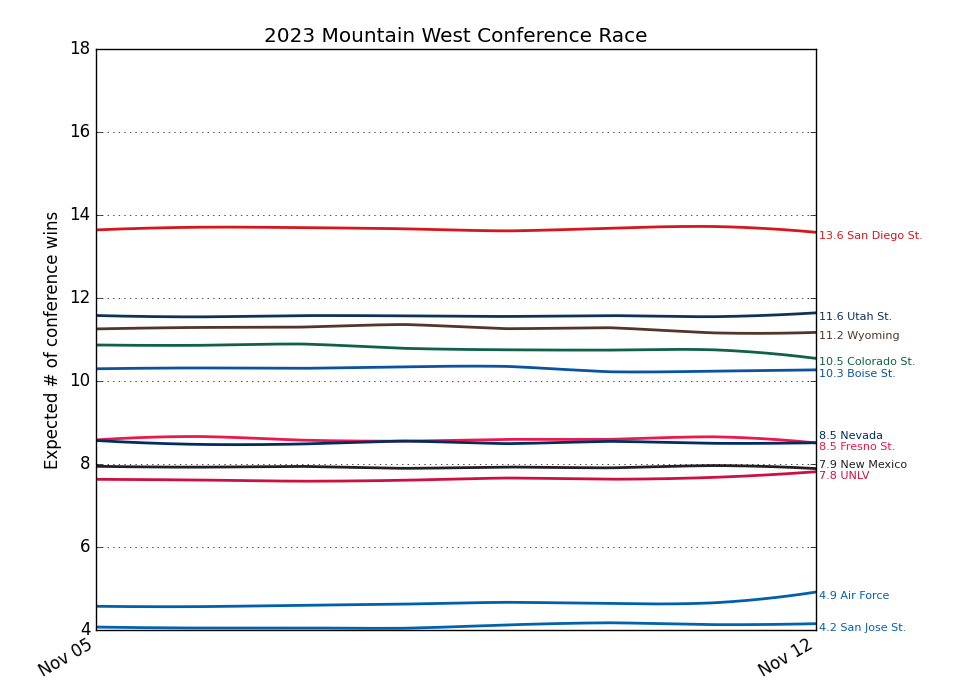 2023 Mountain West Conference Race
Expected # of conference wins
18
16
14
12
10
8
6
4
13.6 San Diego St.
11.6 Utah St.
11.2 Wyoming
10.5 Colorado St.
10.3 Boise St.
8.5 Nevada
8.5 Fresno St.
7.9 New Mexico
7.8 UNLV
4.9 Air Force
4.2 San Jose St.
Nov 05
Nov 12